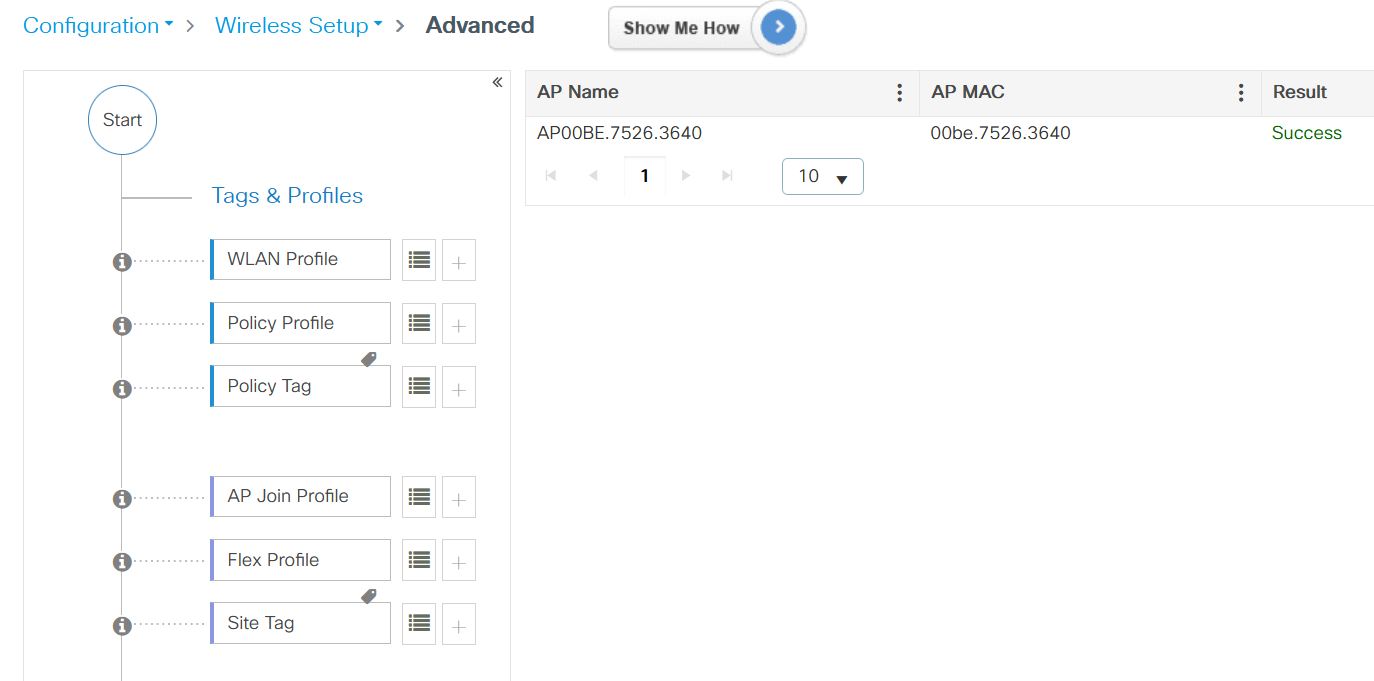 Configuration > Wireless Setup > Advanced
Show Me How
Start
Tags & Profiles
WLAN Profile
Policy Profile
Policy Tag
AP Join Profile
Flex Profile
Site Tag
AP Name AP MAC Result
AP00BE.7526.3640 00be.7526.3640 Success
1 10